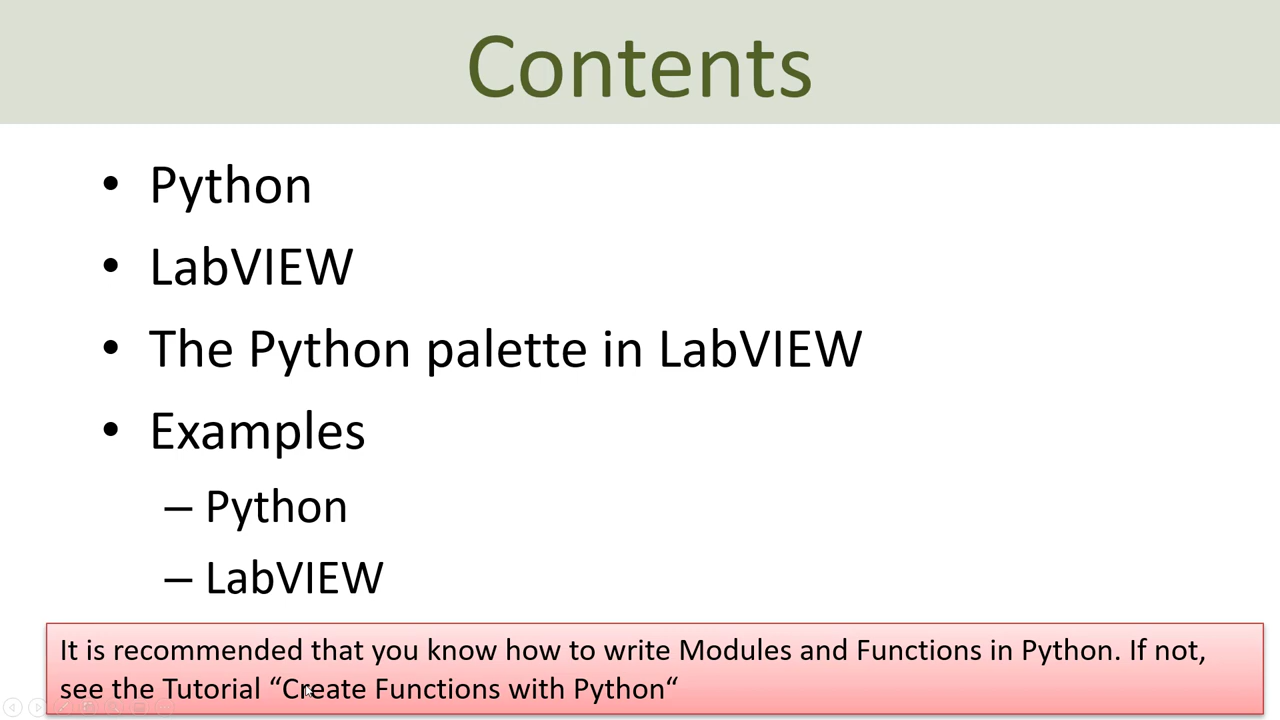 Contents
• Python
• LabVIEW
• The Python palette in LabVIEW
• Examples
– Python
– LabVIEW
It is recommended that you know how to write Modules and Functions in Python. If not,
see the Tutorial “Create Functions with Python“